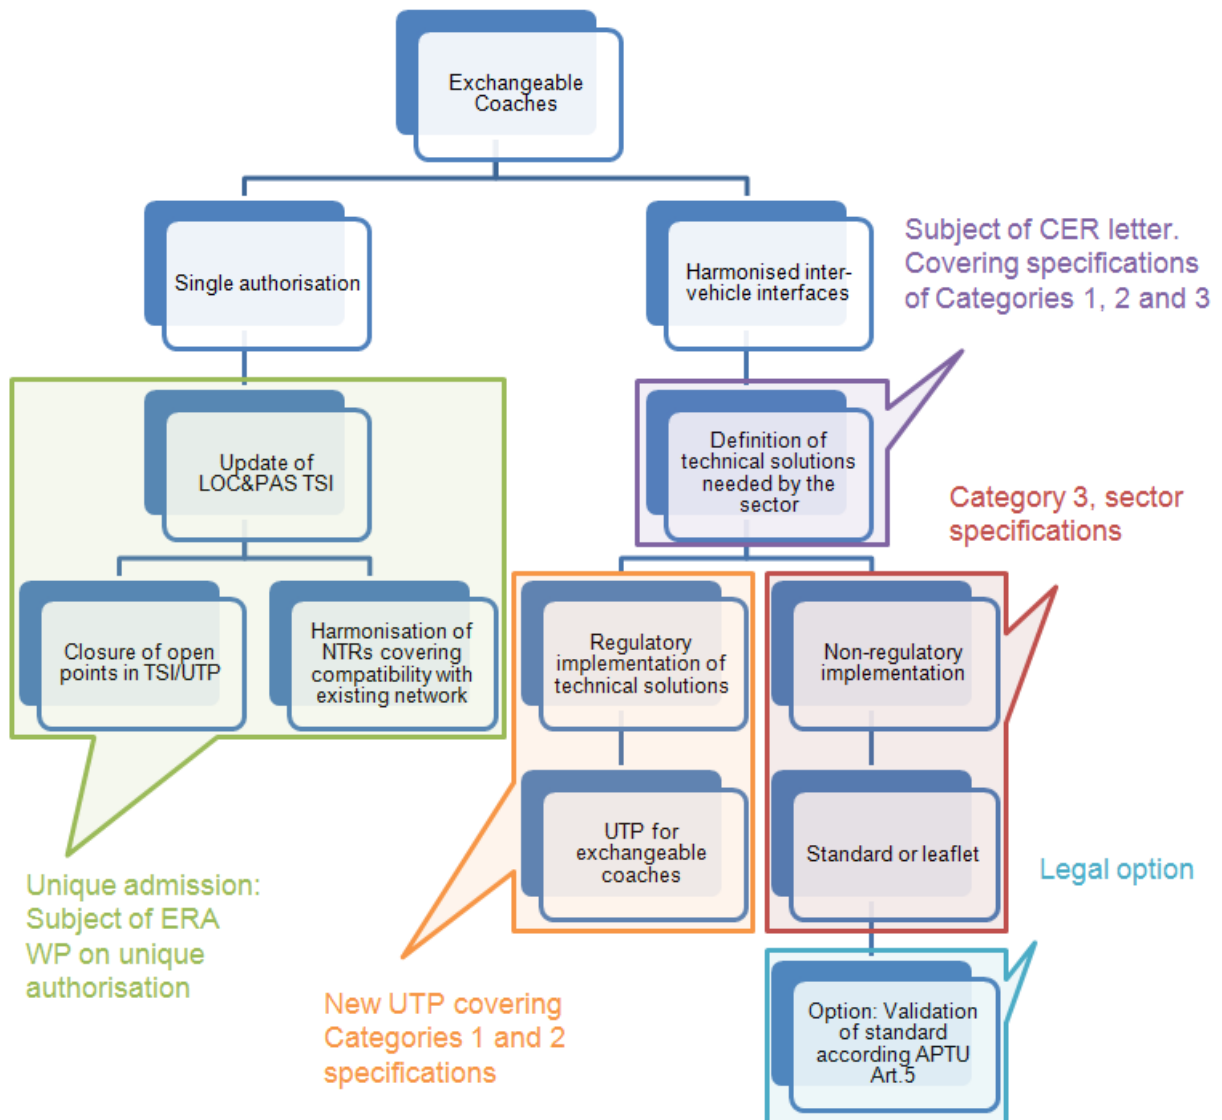 Exchangeable
Coaches
Single authorisation
Harmonised inter-
vehicle interfaces
Subject of CER letter.
Covering specifications
of Categories 1, 2 and 3
Update of
LOC&PAS TSI
Definition of
technical solutions
needed by the
sector
Category 3, sector
specifications
Closure of open
points in TSI/UTP
Harmonisation of
NTRs covering
compatibility with
existing network
Regulatory
implementation of
technical solutions
Non-regulatory
implementation
UTP for
exchangeable
coaches
Standard or leaflet
Legal option
Unique admission:
Subject of ERA
WP on unique
authorisation
New UTP covering
Categories 1 and 2
specifications
Option: Validation
of standard
according APTU
Art.5